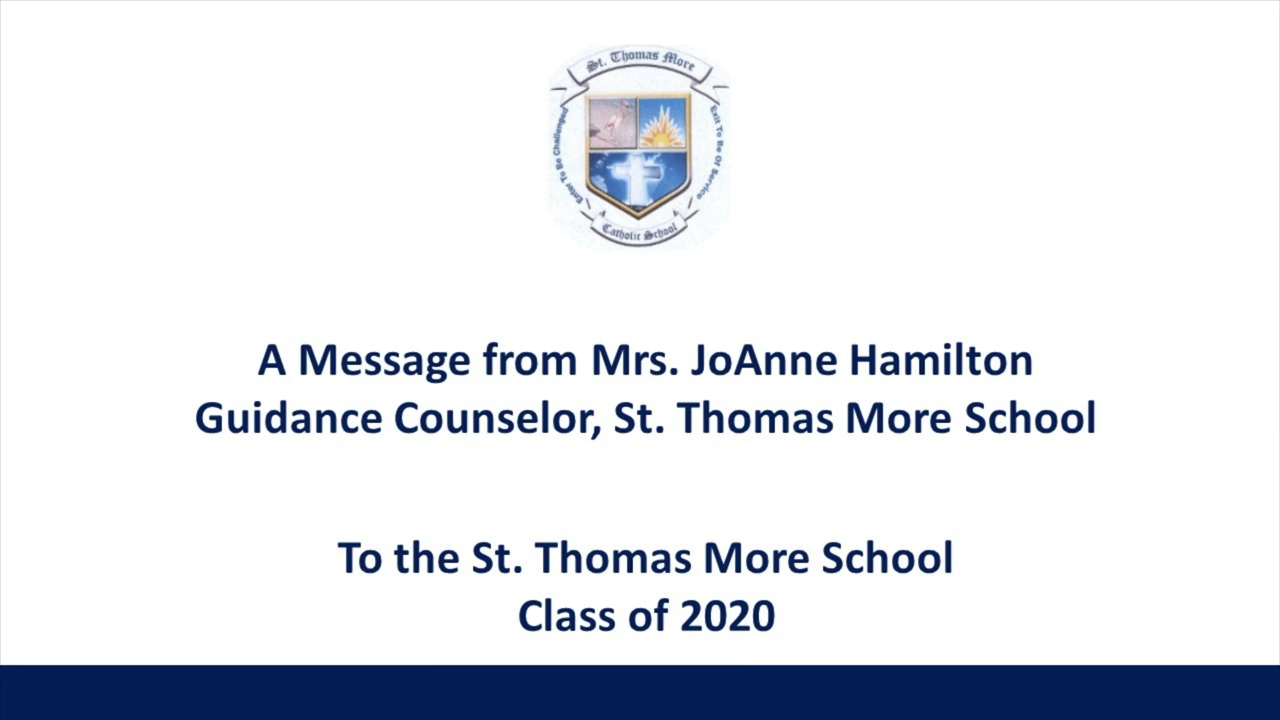 St. Thomas More
Enter To Be Challenged
Exit To Be Of Service
Catholic School
A Message from Mrs. JoAnne Hamilton
Guidance Counselor, St. Thomas More School
To the St. Thomas More School
Class of 2020